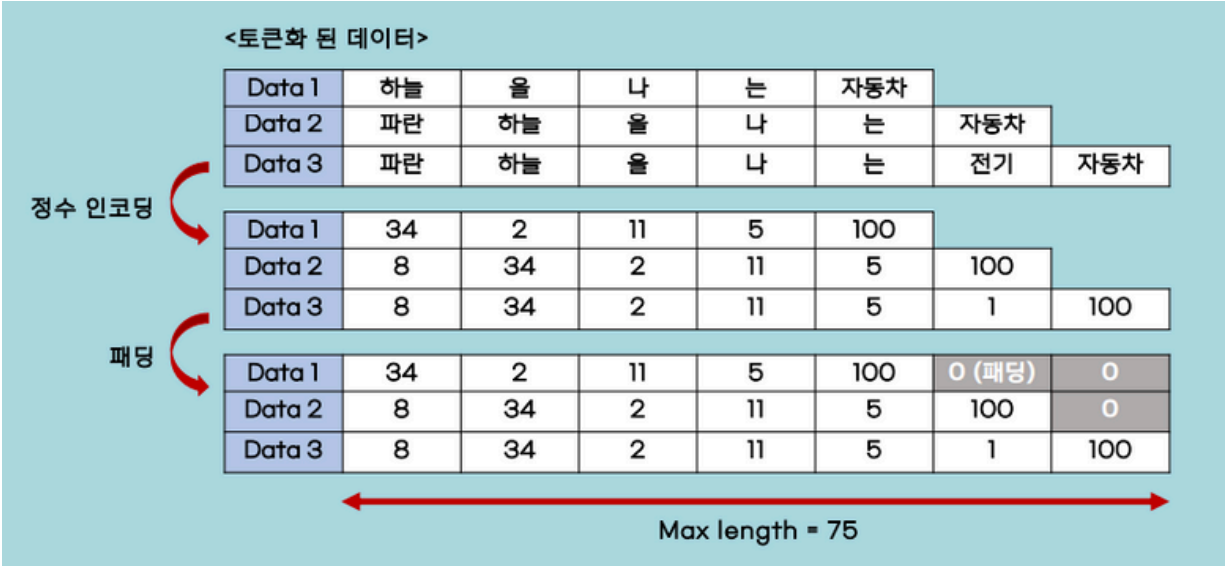 <토큰화 된 데이터>
Data 1 하늘 을 나 는 자동차
Data 2 파란 하늘 을 나 는 자동차
Data 3 파란 하늘 을 나 는 전기 자동차
정수 인코딩
Data 1 34 2 11 5 100
Data 2 8 34 2 11 5 100
Data 3 8 34 2 11 5 1 100
패딩
Data 1 34 2 11 5 100 0 (패딩) 0
Data 2 8 34 2 11 5 100 0
Data 3 8 34 2 11 5 1 100
Max length = 75